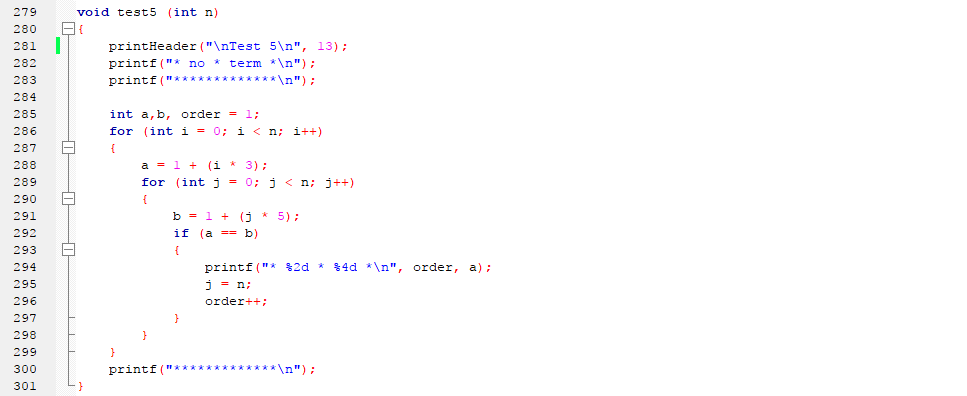 279 void test5 (int n)
280 {
281     printHeader("\nTest 5\n", 13);
282     printf("* no * term *\n");
283     printf("*************\n");
284
285     int a,b, order = 1;
286     for (int i = 0; i < n; i++)
287     {
288         a = 1 + (i * 3);
289         for (int j = 0; j < n; j++)
290         {
291             b = 1 + (j * 5);
292             if (a == b)
293             {
294                 printf("* %2d * %4d *\n", order, a);
295                 j = n;
296                 order++;
297             }
298         }
299     }
300     printf("*************\n");
301 }